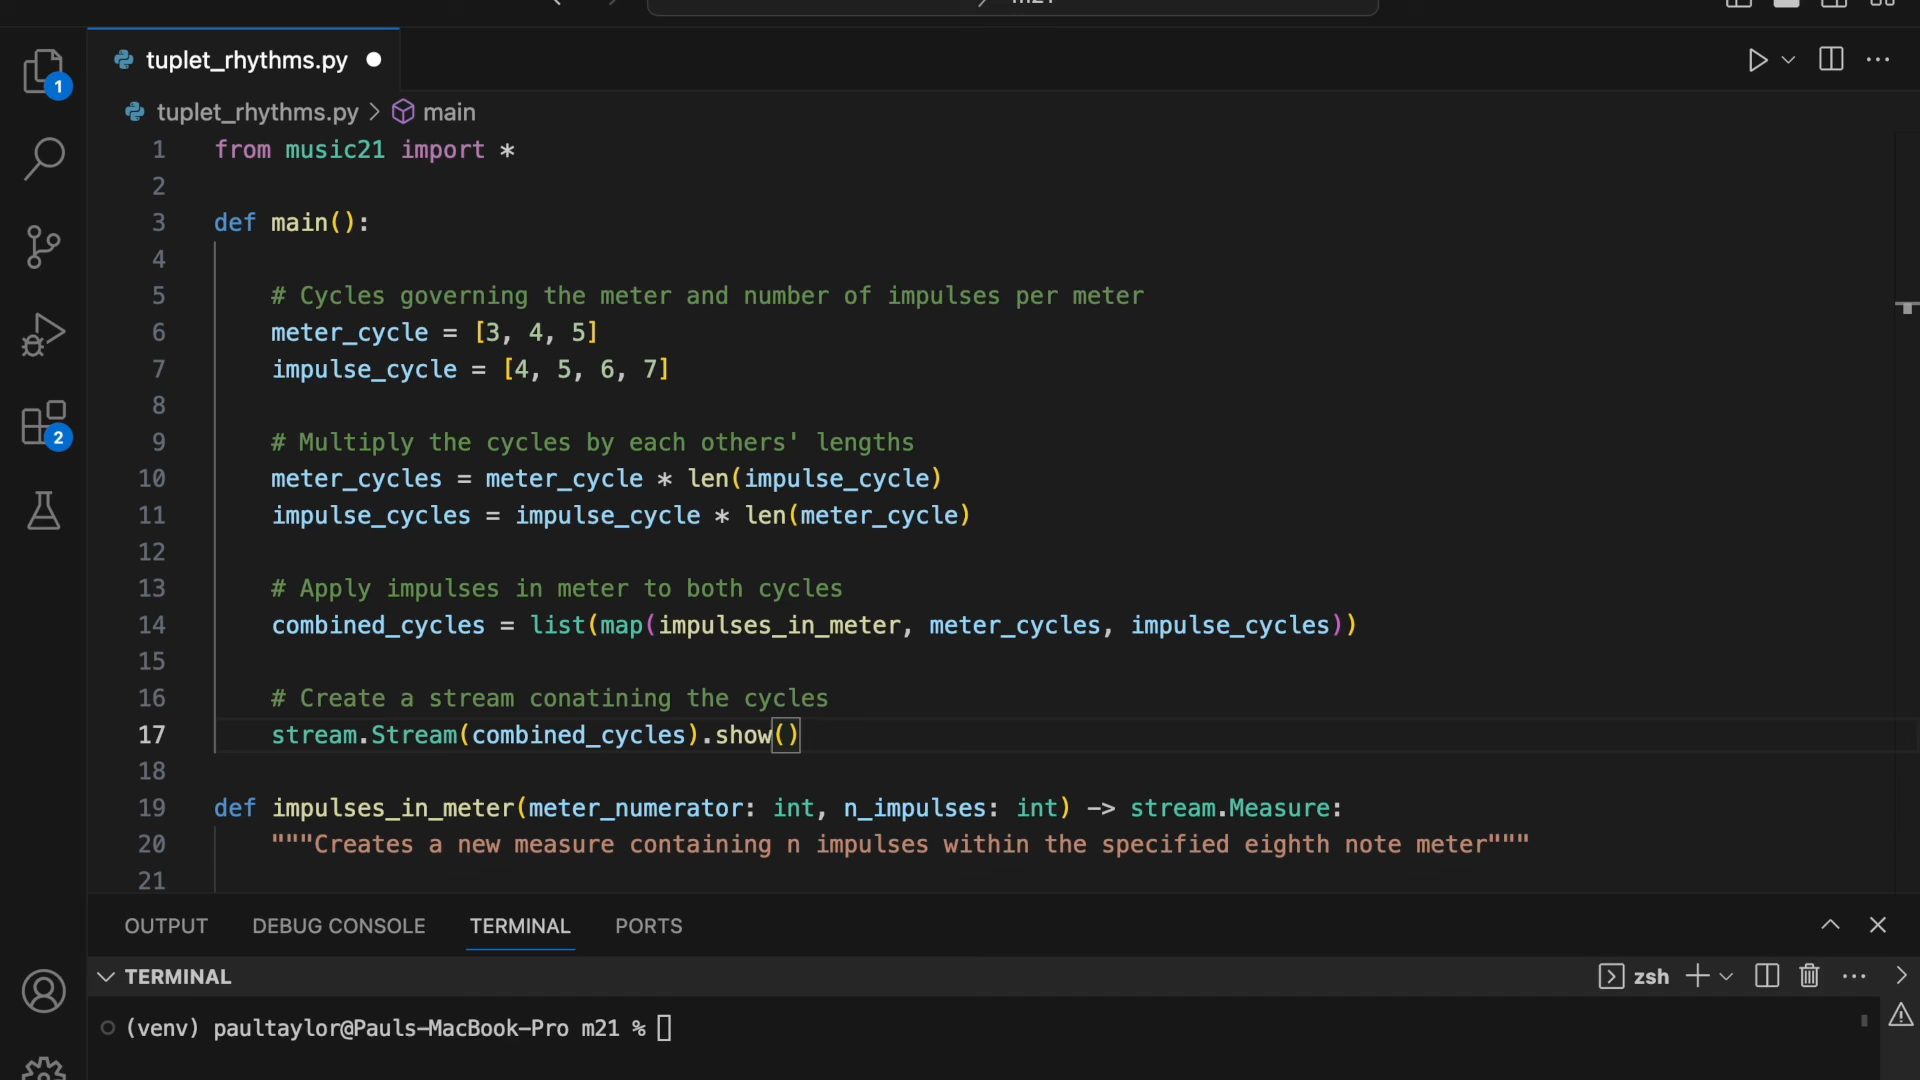 tuplet_rhythms.py
1
tuplet_rhythms.py > main
1 from music21 import *
2
3 def main():
4
5 # Cycles governing the meter and number of impulses per meter
6 meter_cycle = [3, 4, 5]
7 impulse_cycle = [4, 5, 6, 7]
8
9 # Multiply the cycles by each others' lengths
10 meter_cycles = meter_cycle * len(impulse_cycle)
11 impulse_cycles = impulse_cycle * len(meter_cycle)
12
13 # Apply impulses in meter to both cycles
14 combined_cycles = list(map(impulses_in_meter, meter_cycles, impulse_cycles))
15
16 # Create a stream conatining the cycles
17 stream.Stream(combined_cycles).show()
18
19 def impulses_in_meter(meter_numerator: int, n_impulses: int) -> stream.Measure:
20 """Creates a new measure containing n impulses within the specified eighth note meter"""
21
2
OUTPUT DEBUG CONSOLE TERMINAL PORTS
TERMINAL zsh
(venv) paultaylor@Pauls-MacBook-Pro m21 %